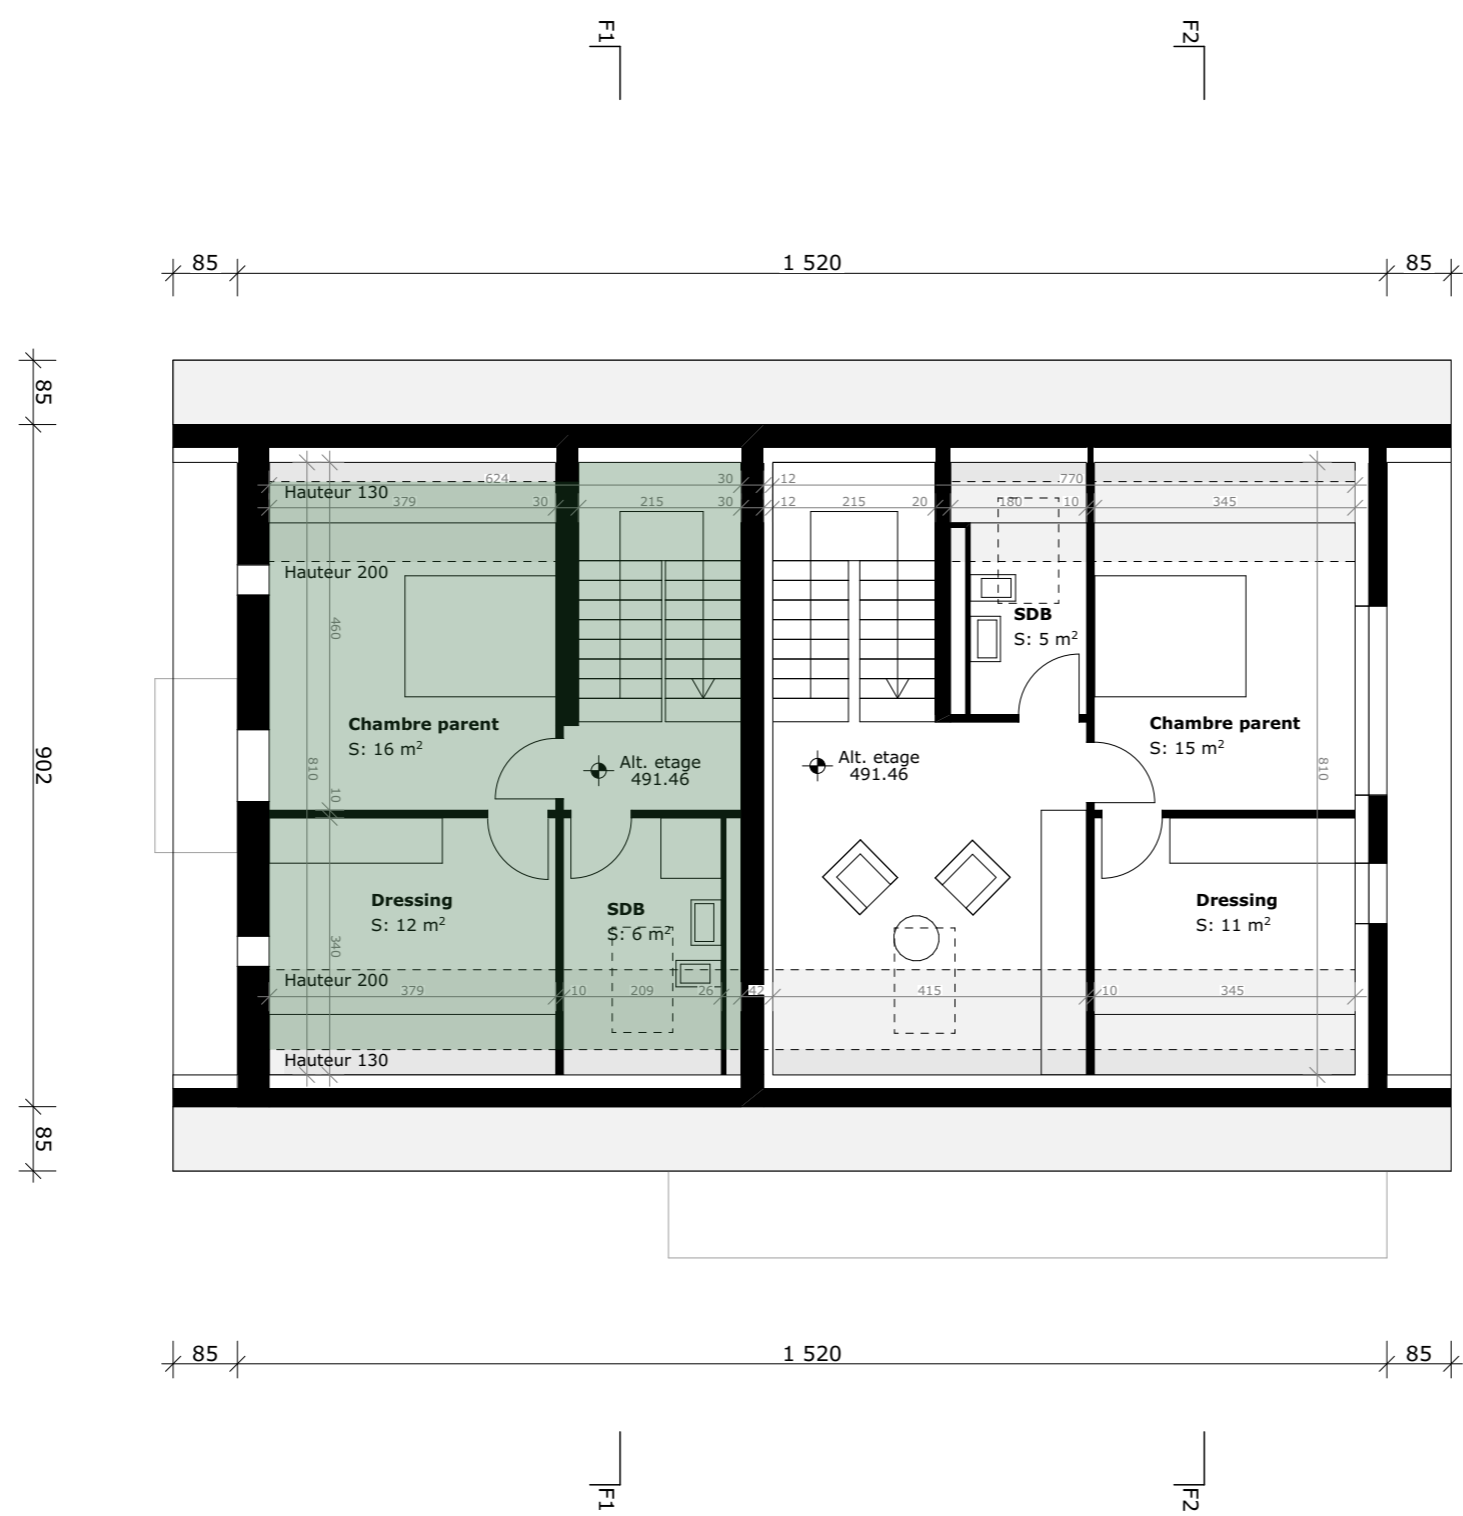 F1
F2
85
1 520
85
85
902
85
624
30
12
770
Hauteur 130
379
30
215
30
12
215
20
180
10
345
Hauteur 200
460
SDB
S: 5 m²
Chambre parent
S: 16 m²
Chambre parent
S: 15 m²
810
10
Alt. etage
491.46
Alt. etage
491.46
810
Dressing
S: 12 m²
SDB
S: 6 m²
Dressing
S: 11 m²
340
Hauteur 200
379
10
209
26
42
415
10
345
Hauteur 130
85
1 520
85
F1
F2